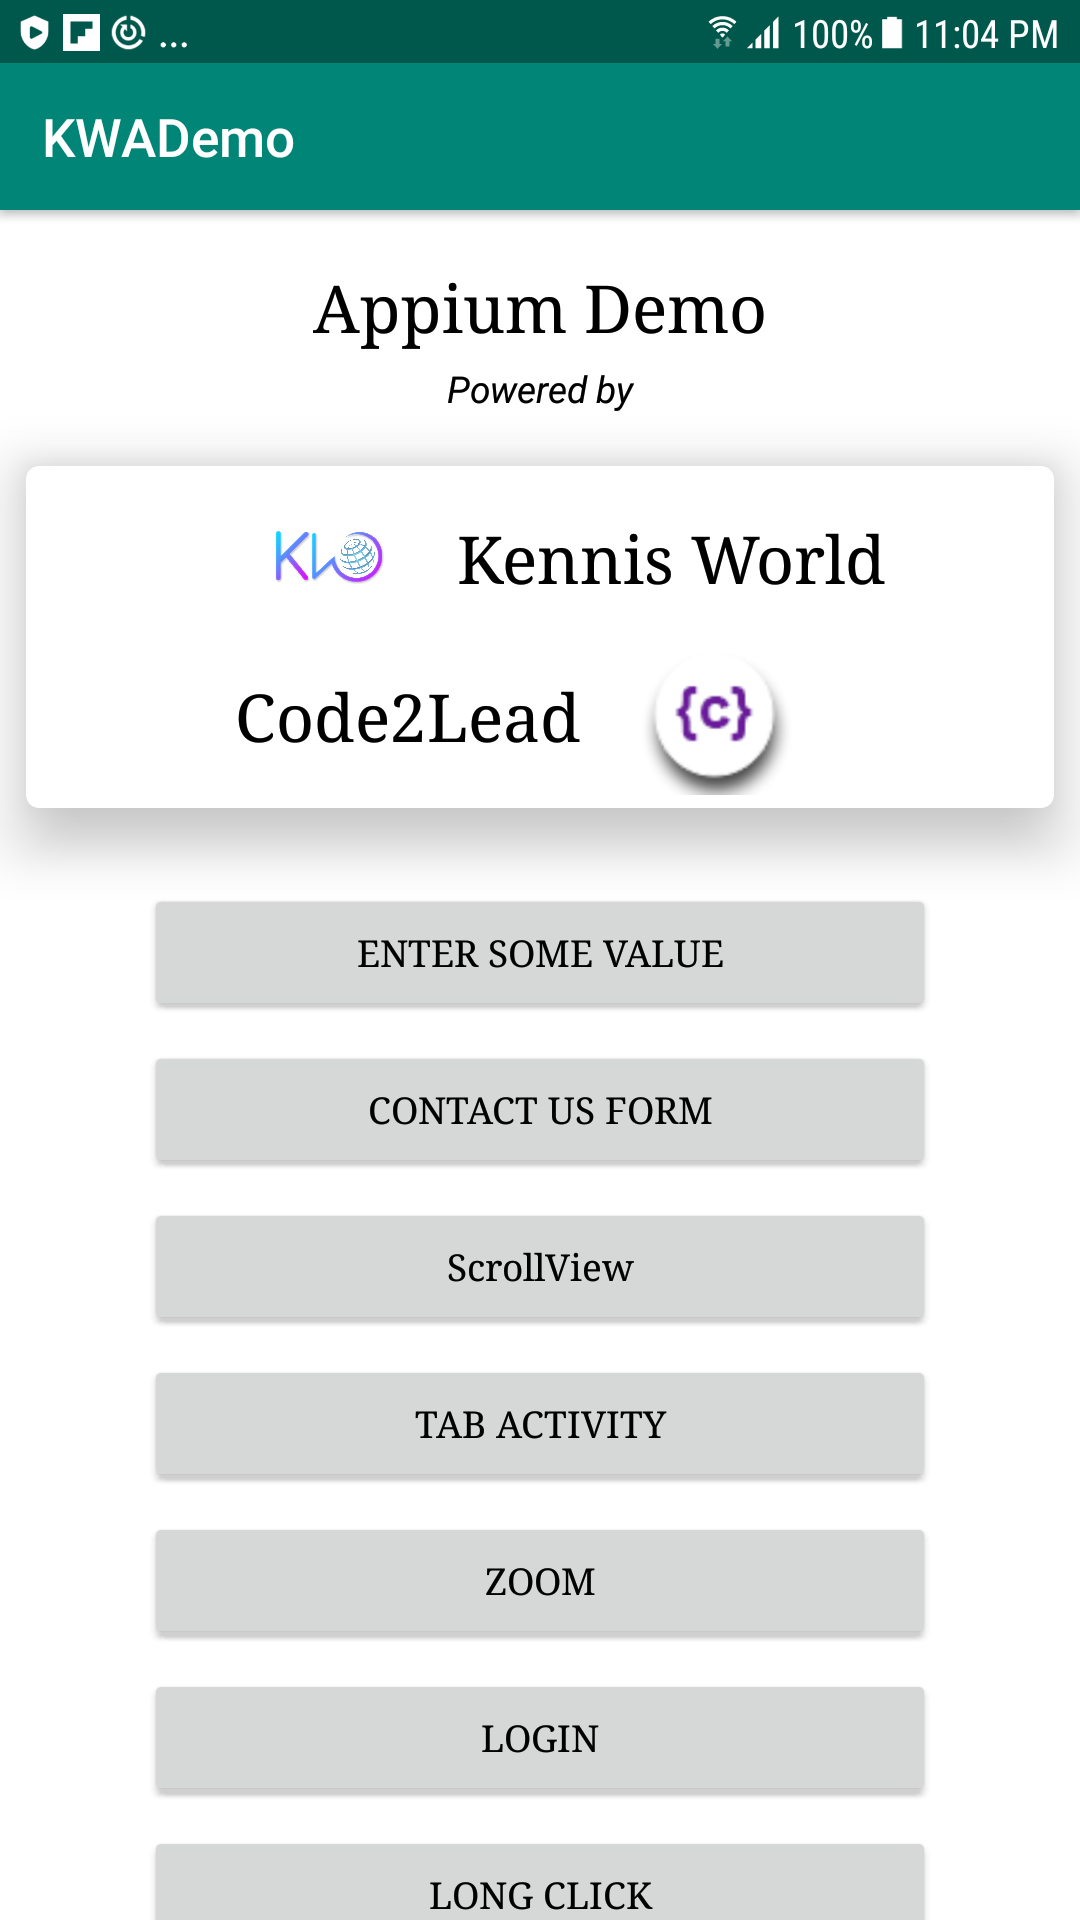 ... 100% 11:04 PM
KWADemo
Appium Demo
Powered by
Kennis World
Code2Lead {c}
ENTER SOME VALUE
CONTACT US FORM
ScrollView
TAB ACTIVITY
ZOOM
LOGIN
LONG CLICK